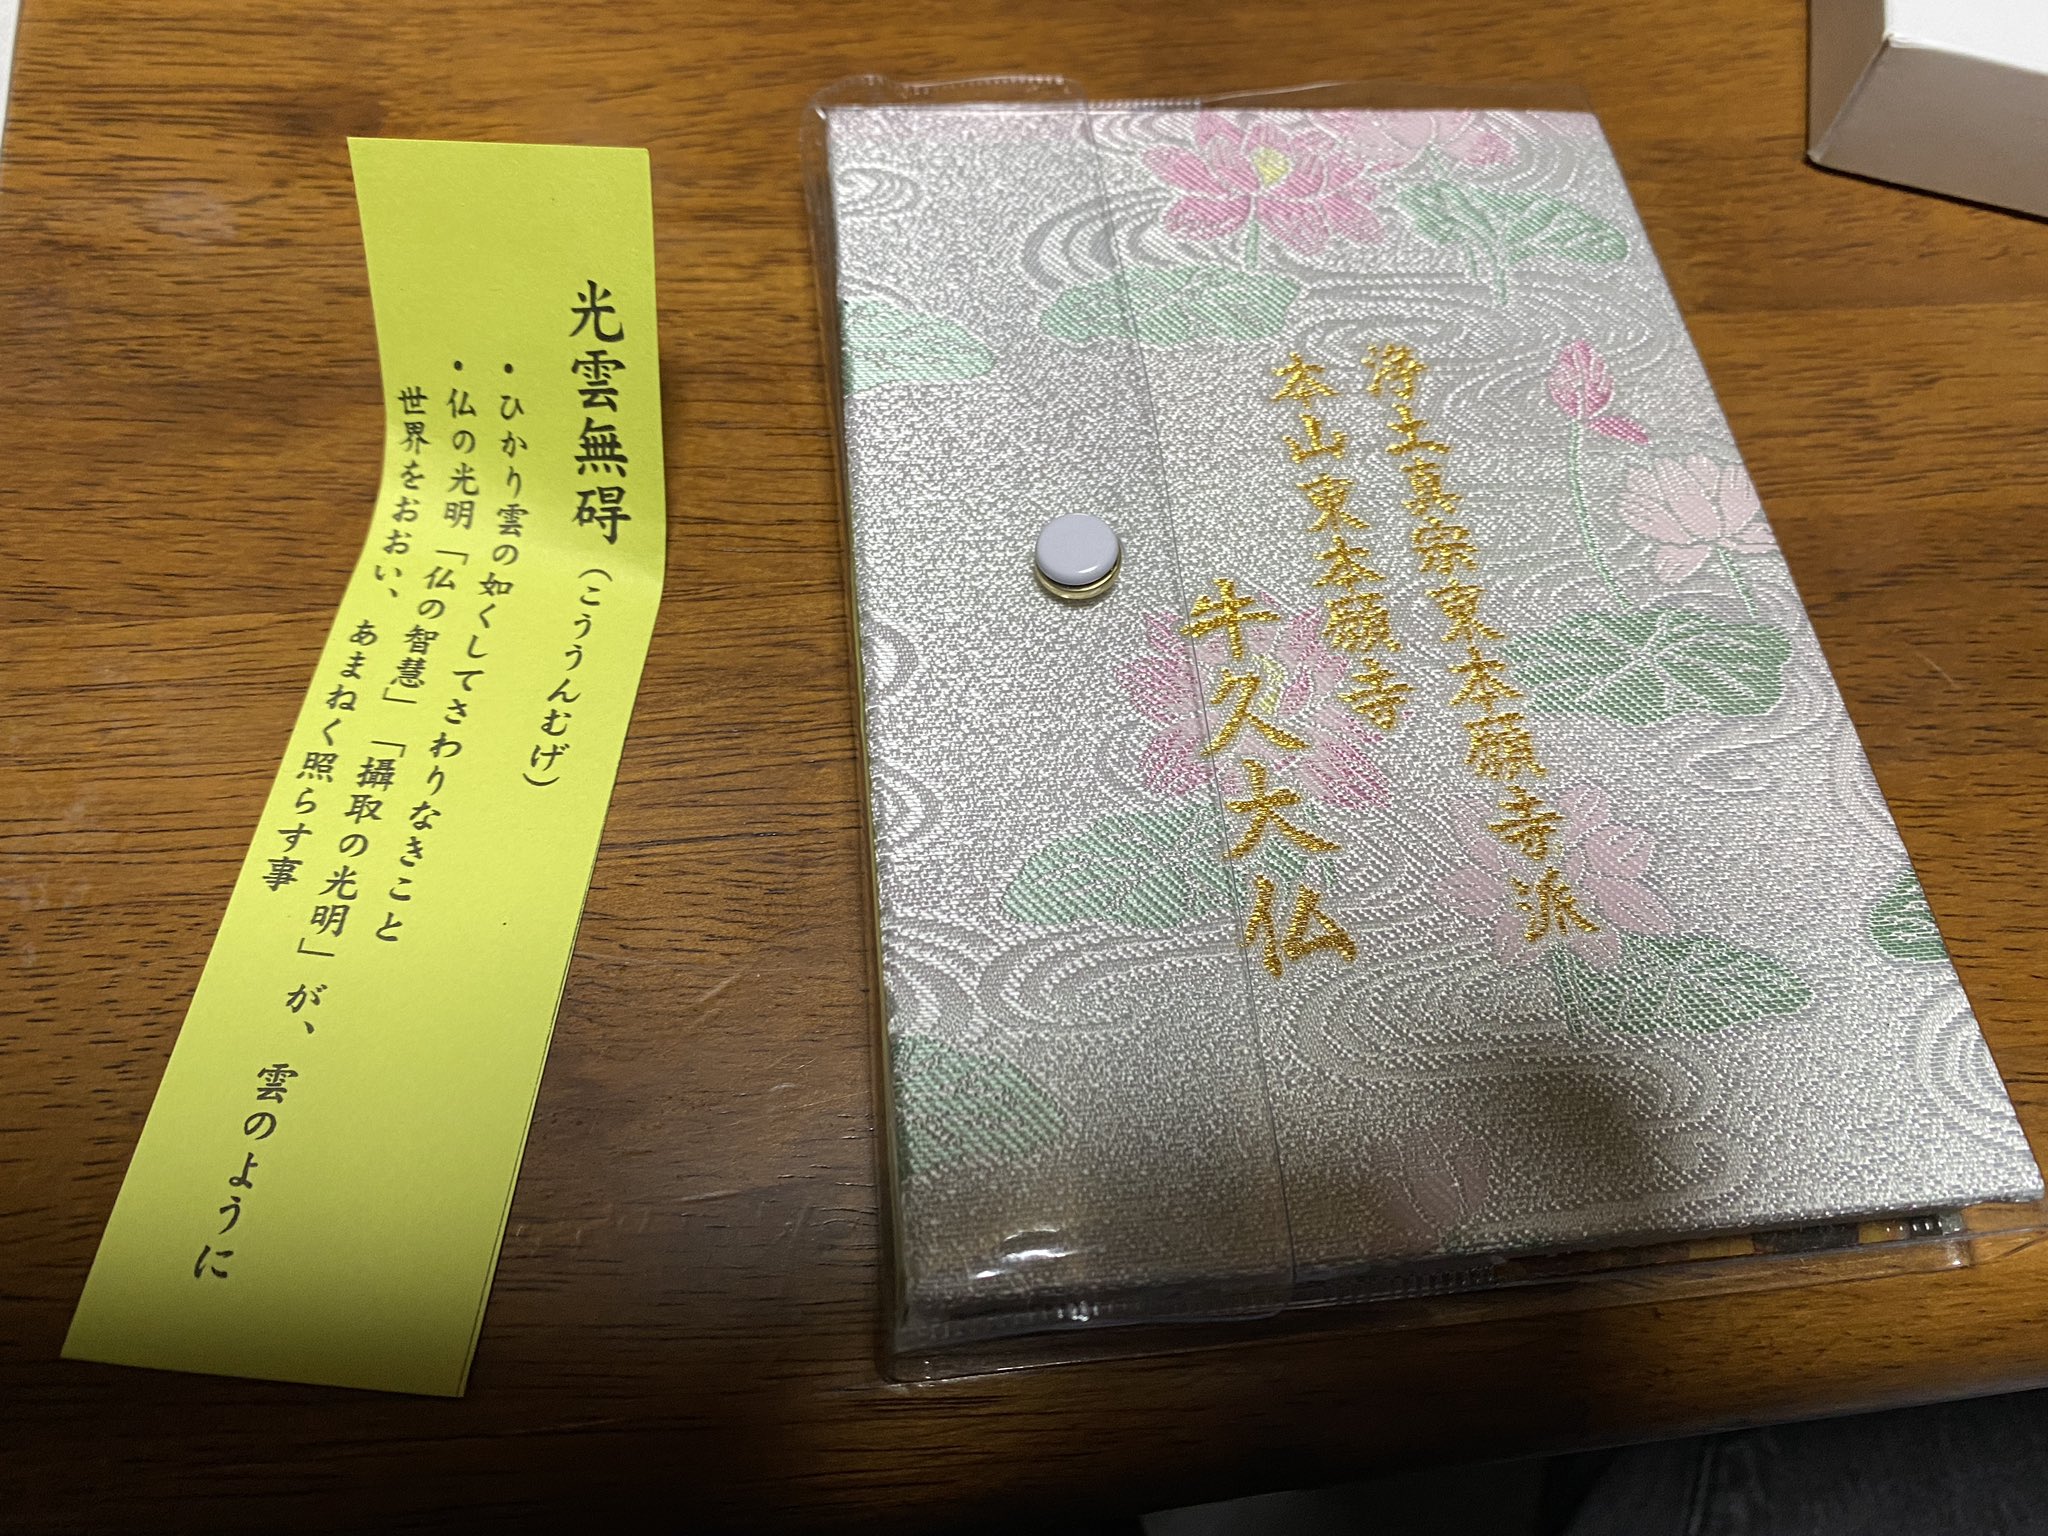 光雲無碍（こううんむげ）
・ひかり雲の如くしてさわりなきこと
・仏の光明「仏の智慧」「攝取の光明」が、雲のように
世界をおおい、あまねく照らす事
浄土真宗東本願寺派
本山東本願寺
牛久大仏